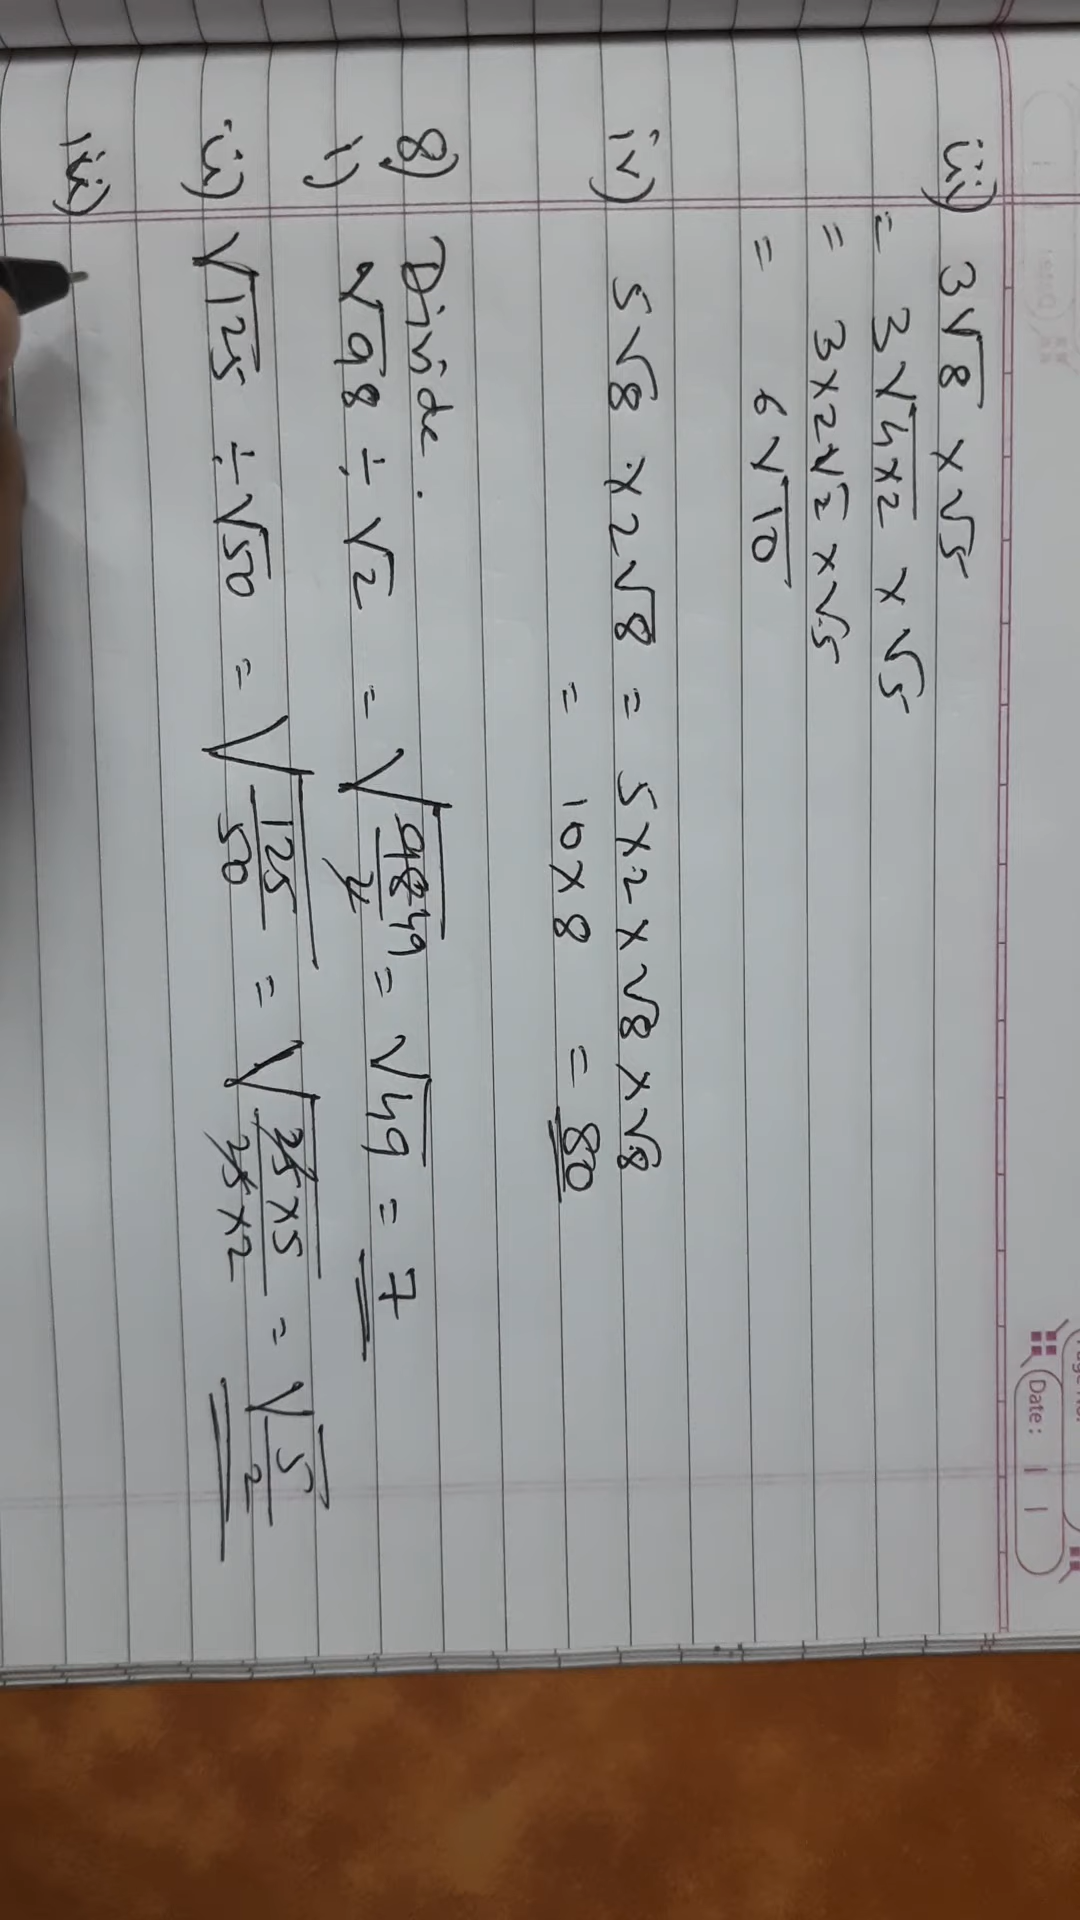 Date :
iii) 3√8 × √5
= 3√4×2 × √5
= 3×2√2 × √5
= 6√10
iv) 5√8 × 2√8 = 5×2×√8×√8
= 10×8 = 80
8) Divide.
i) √98 ÷ √2 = √98/2 49 = √49 = 7
ii) √125 ÷ √50 = √125/50 = √25×5/25×2 = √5/2
iii)